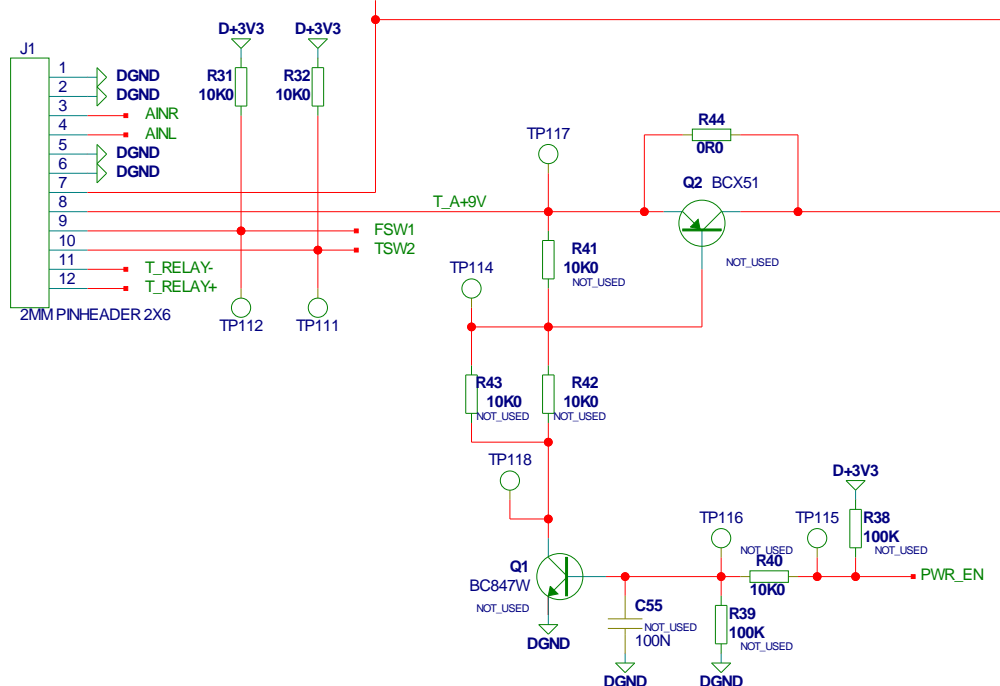 J1
1
DGND
2
DGND
3
AINR
4
AINL
5
DGND
6
DGND
7
8
9
10
11
T_RELAY-
12
T_RELAY+
2MM PINHEADER 2X6
D+3V3
D+3V3
R31
10K0
R32
10K0
FSW1
TSW2
TP112
TP111
T_A+9V
TP117
R44
0R0
Q2 BCX51
NOT_USED
R41
10K0
NOT_USED
TP114
R43
10K0
NOT_USED
R42
10K0
NOT_USED
TP118
Q1
BC847W
NOT_USED
DGND
C55
NOT_USED
100N
DGND
TP116
TP115
NOT_USED
R40
10K0
R39
100K
NOT_USED
DGND
D+3V3
R38
100K
NOT_USED
PWR_EN